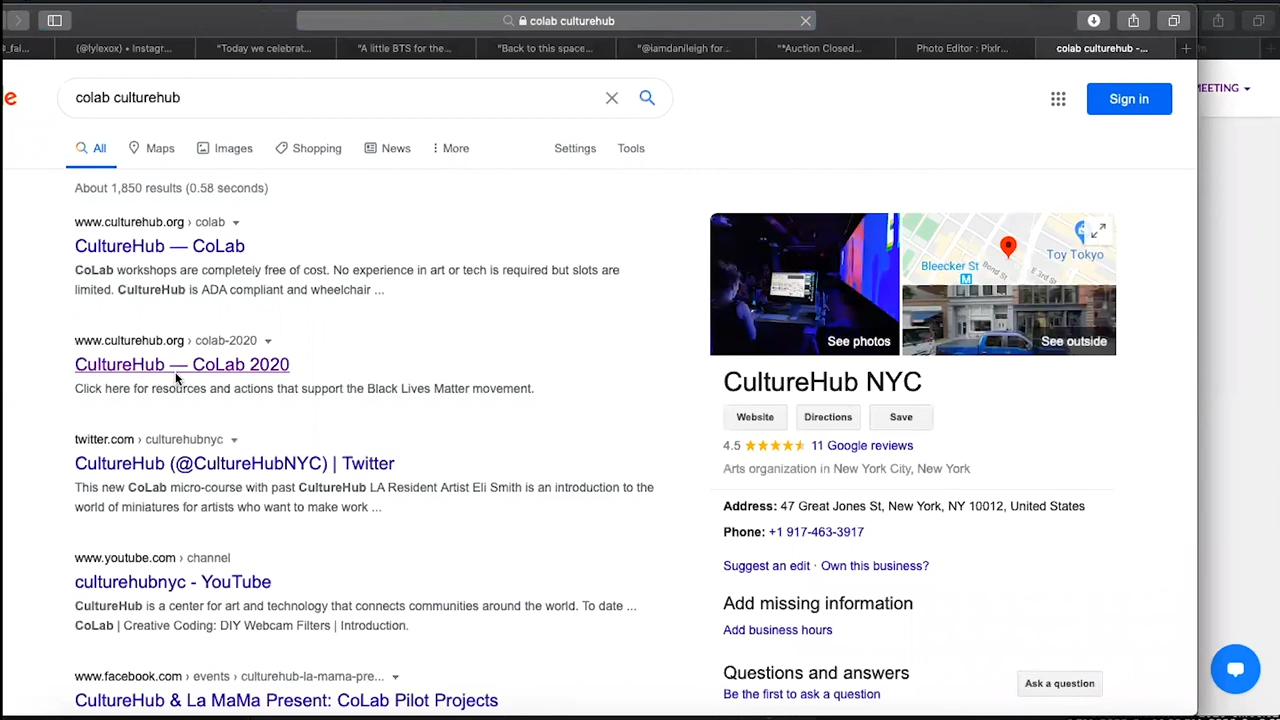 colab culturehub
(@lylexox) • Instagr...
"Today we celebrat...
"A little BTS for the...
"Back to this space...
"@iamdanileigh for...
"*Auction Closed...
Photo Editor : Pixlr...
colab culturehub -...
e
colab culturehub
Sign in
MEETING
All
Maps
Images
Shopping
News
More
Settings
Tools
About 1,850 results (0.58 seconds)
www.culturehub.org › colab
CultureHub — CoLab
CoLab workshops are completely free of cost. No experience in art or tech is required but slots are
limited. CultureHub is ADA compliant and wheelchair ...
www.culturehub.org › colab-2020
CultureHub — CoLab 2020
Click here for resources and actions that support the Black Lives Matter movement.
twitter.com › culturehubnyc
CultureHub (@CultureHubNYC) | Twitter
This new CoLab micro-course with past CultureHub LA Resident Artist Eli Smith is an introduction to the
world of miniatures for artists who want to make work ...
www.youtube.com › channel
culturehubnyc - YouTube
CultureHub is a center for art and technology that connects communities around the world. To date ...
CoLab | Creative Coding: DIY Webcam Filters | Introduction.
www.facebook.com › events › culturehub-la-mama-pre...
CultureHub & La MaMa Present: CoLab Pilot Projects
Bleecker St
M
Bond St
E 3rd St
Toy Tokyo
See photos
See outside
CultureHub NYC
Website
Directions
Save
4.5
11 Google reviews
Arts organization in New York City, New York
Address: 47 Great Jones St, New York, NY 10012, United States
Phone: +1 917-463-3917
Suggest an edit · Own this business?
Add missing information
Add business hours
Questions and answers
Be the first to ask a question
Ask a question